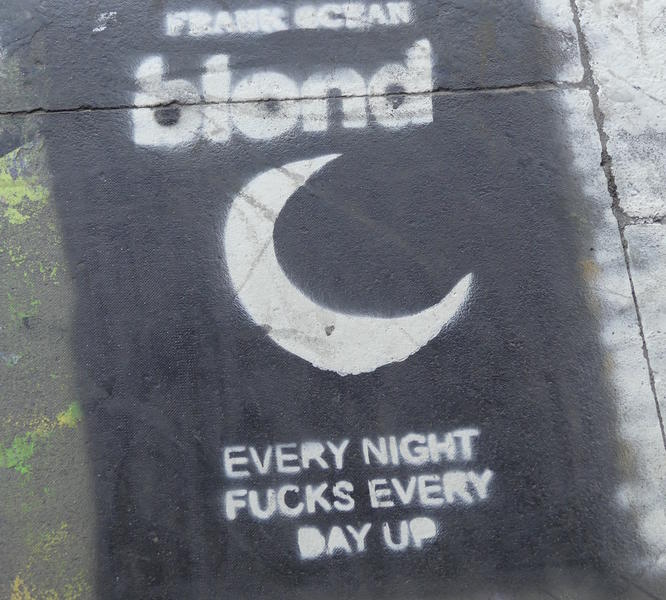 FRANK OCEAN
blond
EVERY NIGHT
FUCKS EVERY
DAY UP